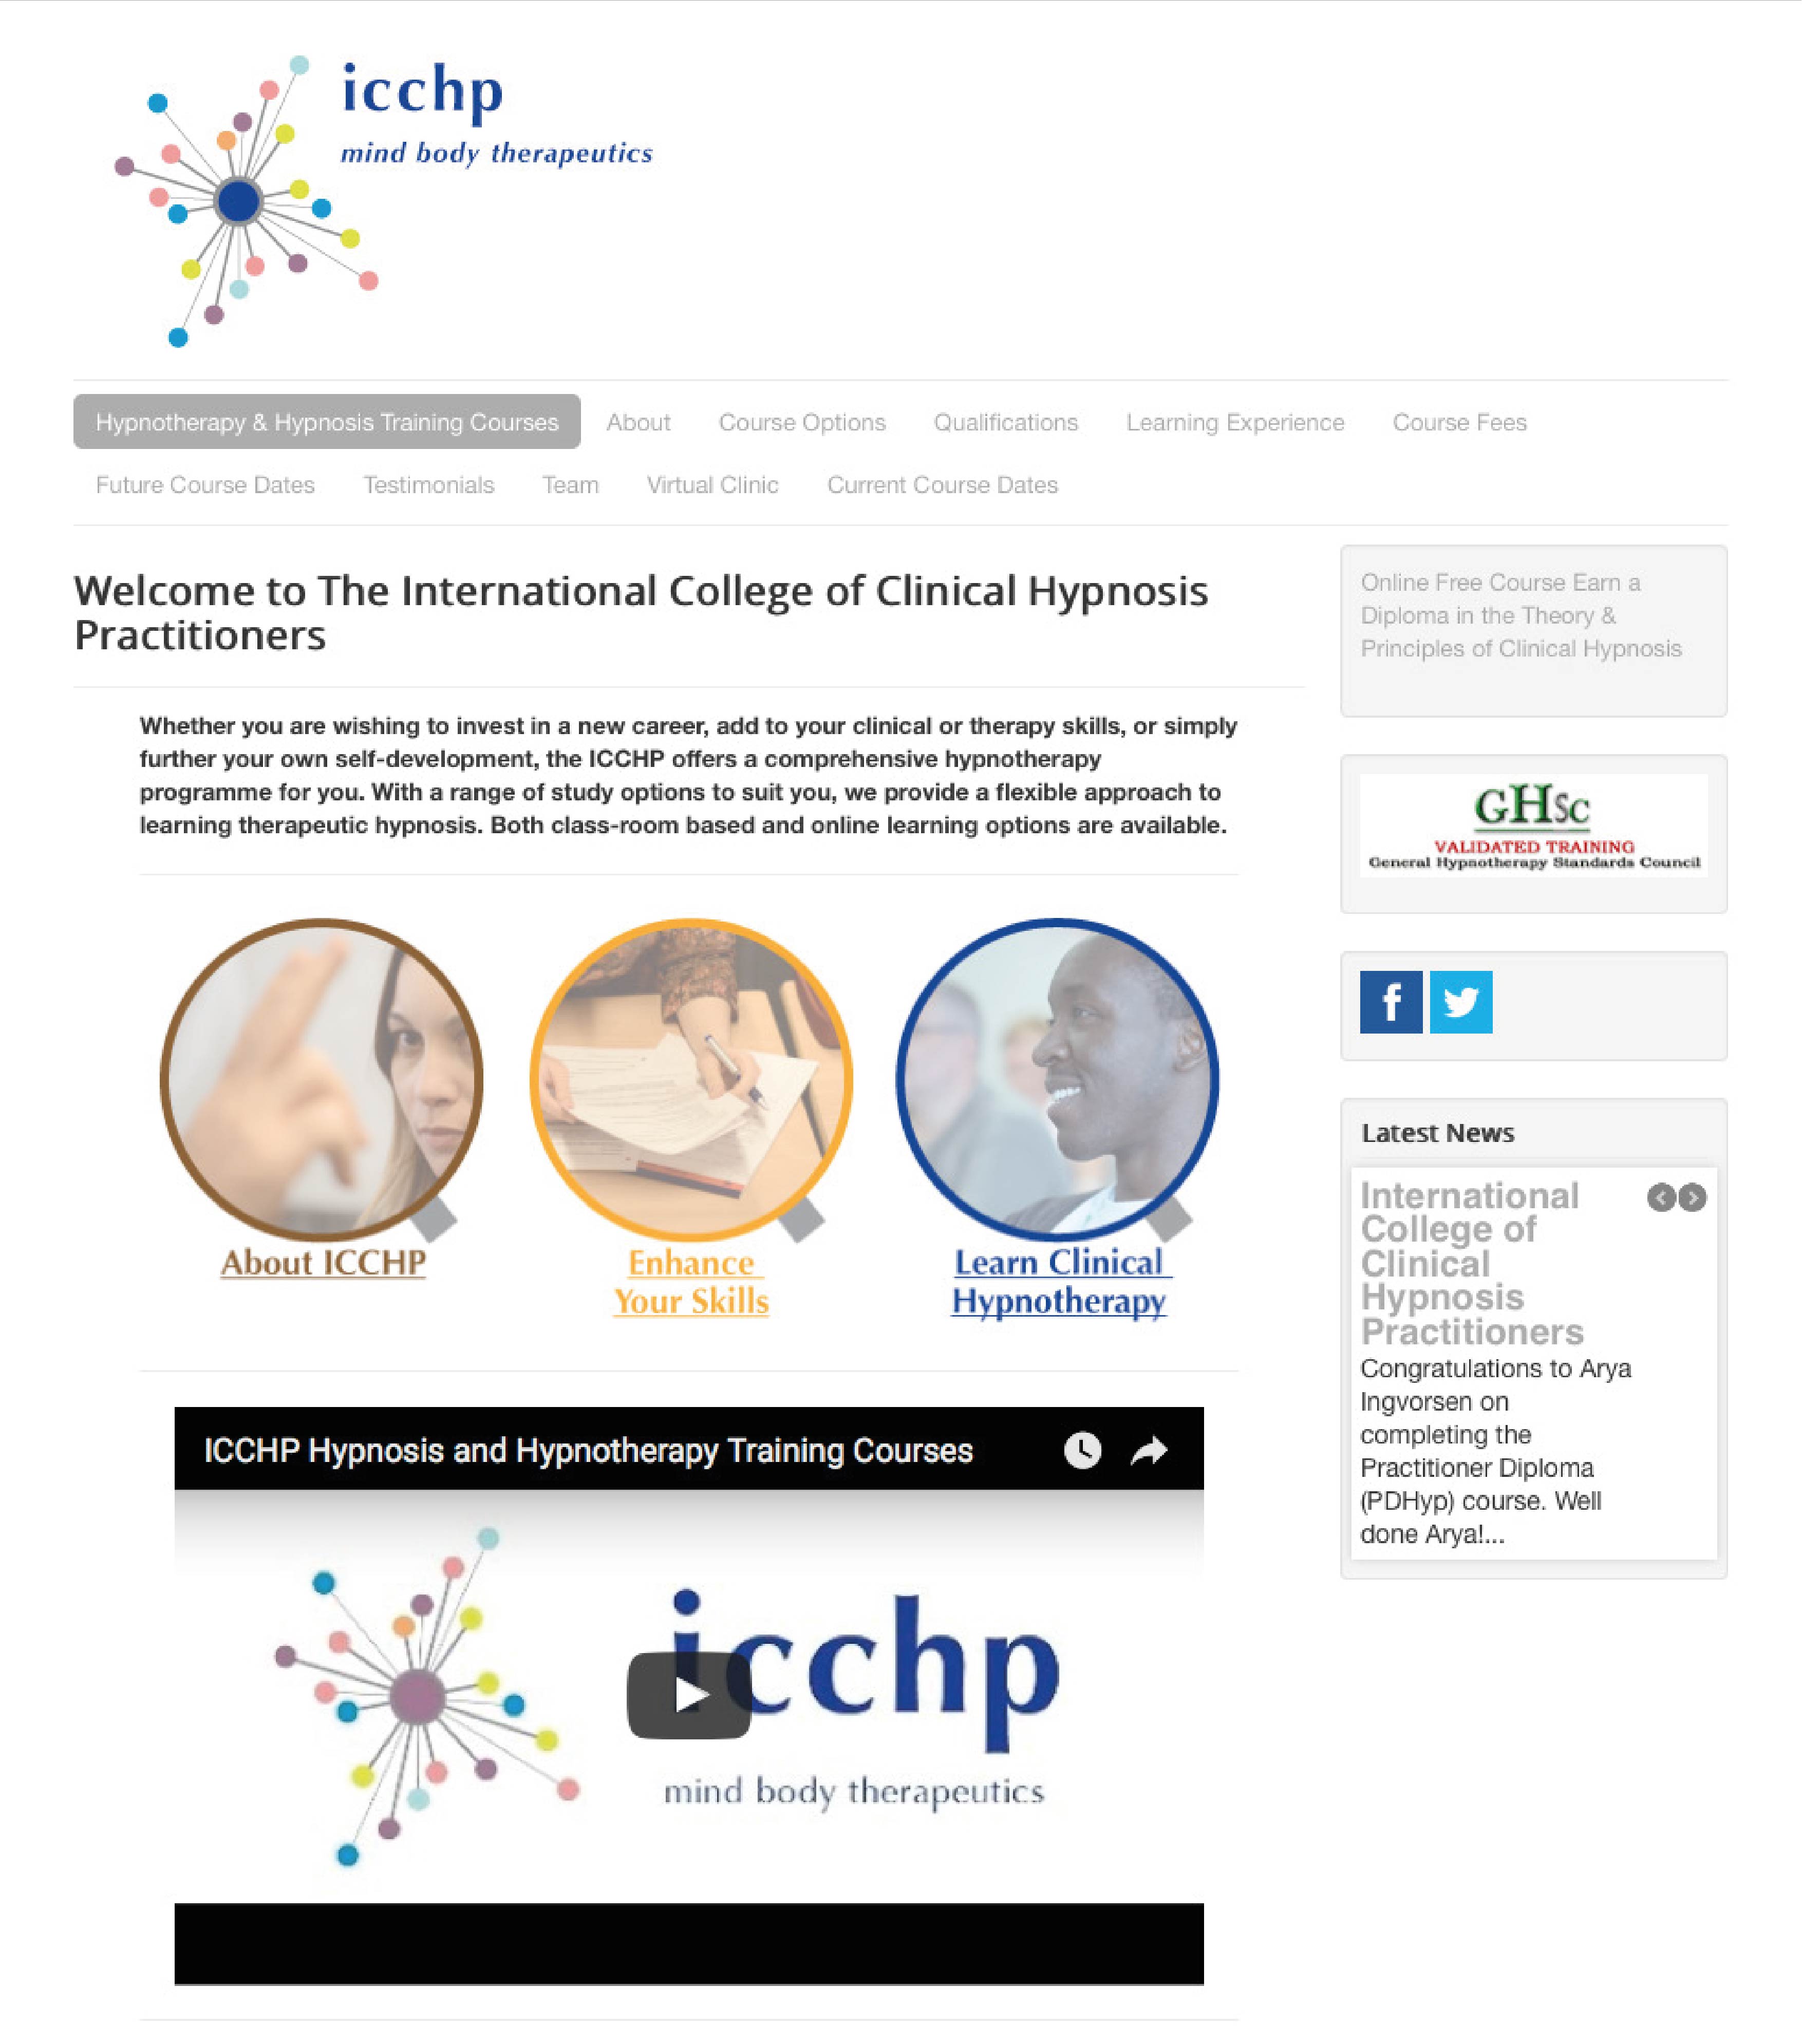 icchp
mind body therapeutics
Hypnotherapy & Hypnosis Training Courses About Course Options Qualifications Learning Experience Course Fees
Future Course Dates Testimonials Team Virtual Clinic Current Course Dates
Welcome to The International College of Clinical Hypnosis
Practitioners
Whether you are wishing to invest in a new career, add to your clinical or therapy skills, or simply
further your own self-development, the ICCHP offers a comprehensive hypnotherapy
programme for you. With a range of study options to suit you, we provide a flexible approach to
learning therapeutic hypnosis. Both class-room based and online learning options are available.
About ICCHP
Enhance
Your Skills
Learn Clinical
Hypnotherapy
ICCHP Hypnosis and Hypnotherapy Training Courses
icchp
mind body therapeutics
Online Free Course Earn a
Diploma in the Theory &
Principles of Clinical Hypnosis
GHSC
VALIDATED TRAINING
General Hypnotherapy Standards Council
f
Latest News
International
College of
Clinical
Hypnosis
Practitioners
Congratulations to Arya
Ingvorsen on
completing the
Practitioner Diploma
(PDHyp) course. Well
done Arya!...